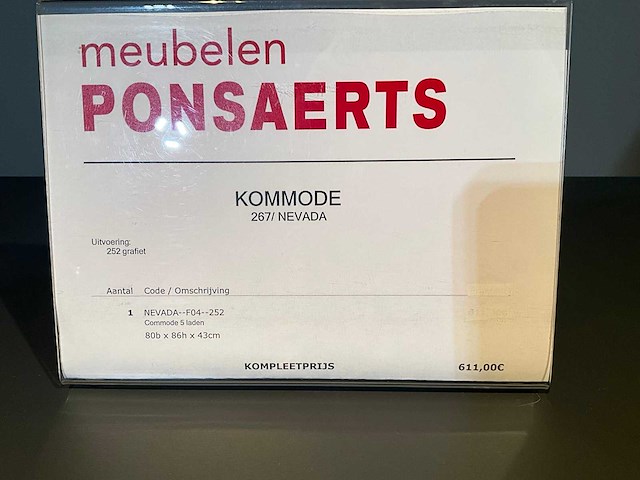 meubelen
PONSAERTS
KOMMODE
267/ NEVADA
Uitvoering:
252 grafiet
Aantal Code / Omschrijving
1 NEVADA--F04--252
Commode 5 laden
80b x 86h x 43cm
KOMPLEETPRIJS 611,00€